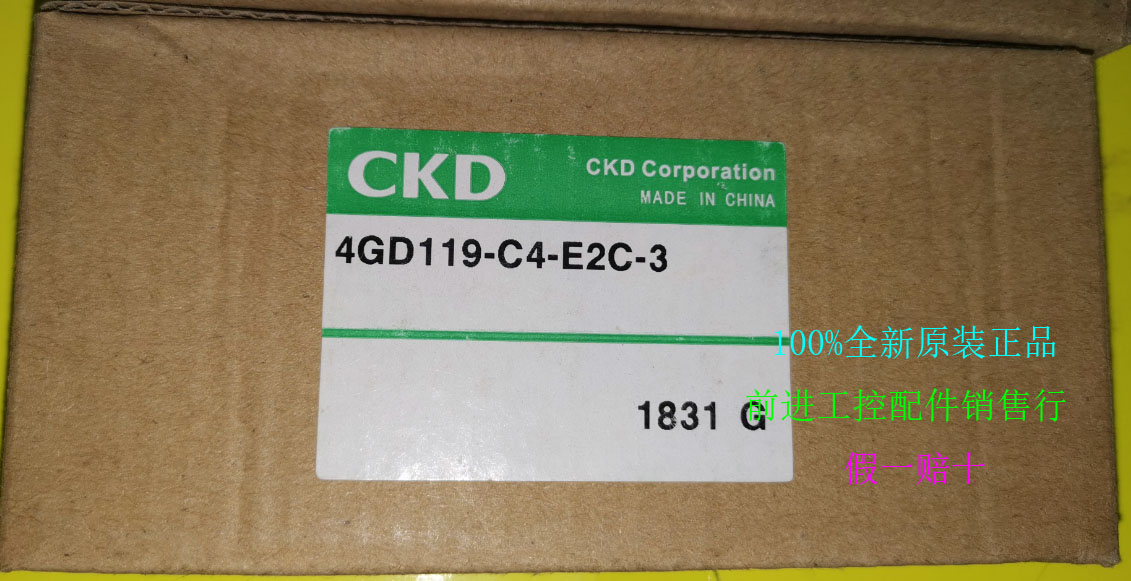 CKD
CKD Corporation
MADE IN CHINA
4GD119-C4-E2C-3
100%全新原装正品
1831 G
前进工控配件销售行
假一赔十